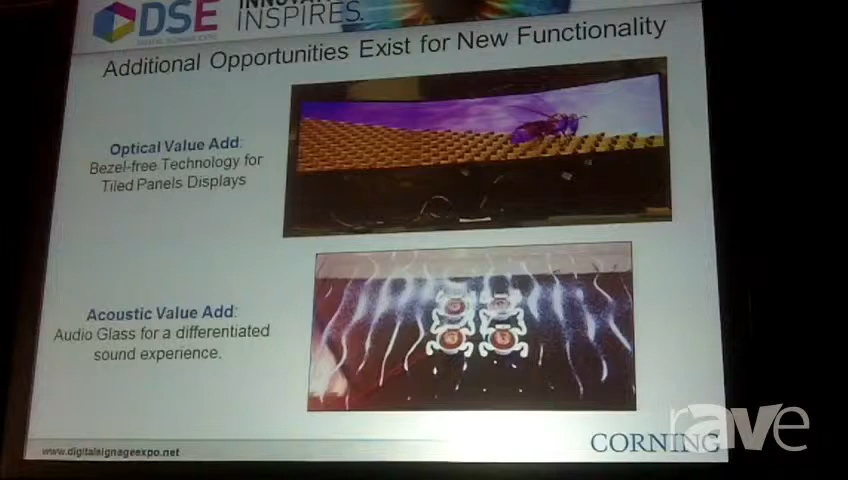 DSE
INSPIRES.
Additional Opportunities Exist for New Functionality
Optical Value Add:
Bezel-free Technology for
Tiled Panels Displays
Acoustic Value Add:
Audio Glass for a differentiated
sound experience.
www.digitalsignageexpo.net
CORNING
rave